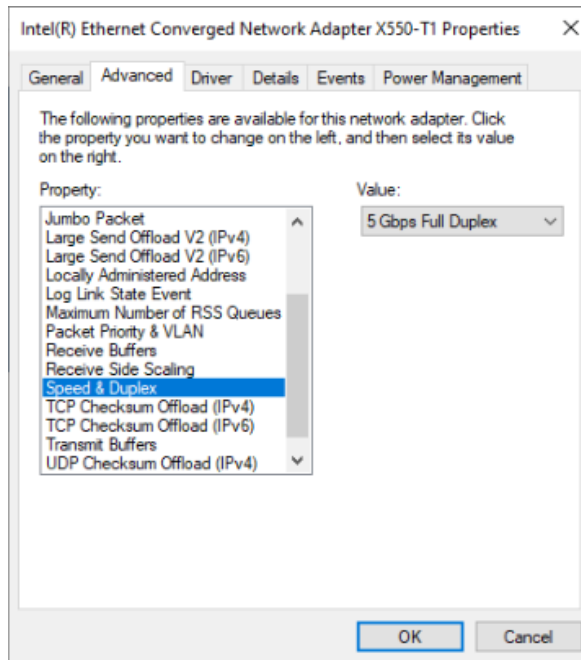 Intel(R) Ethernet Converged Network Adapter X550-T1 Properties
General Advanced Driver Details Events Power Management
The following properties are available for this network adapter. Click
the property you want to change on the left, and then select its value
on the right.
Property:
Value:
Jumbo Packet
Large Send Offload V2 (IPv4)
Large Send Offload V2 (IPv6)
Locally Administered Address
Log Link State Event
Maximum Number of RSS Queues
Packet Priority & VLAN
Receive Buffers
Receive Side Scaling
Speed & Duplex
TCP Checksum Offload (IPv4)
TCP Checksum Offload (IPv6)
Transmit Buffers
UDP Checksum Offload (IPv4)
5 Gbps Full Duplex
OK
Cancel